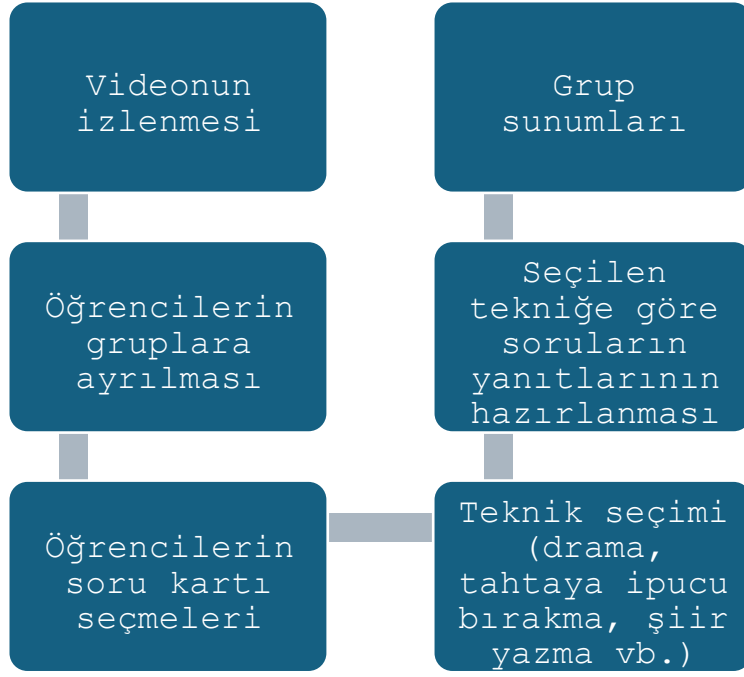 Videonun
izlenmesi
Öğrencilerin
gruplara
ayrılması
Öğrencilerin
soru kartı
seçmeleri
Teknik seçimi
(drama,
tahtaya ipucu
bırakma, şiir
yazma vb.)
Seçilen
tekniğe göre
soruların
yanıtlarının
hazırlanması
Grup
sunumları